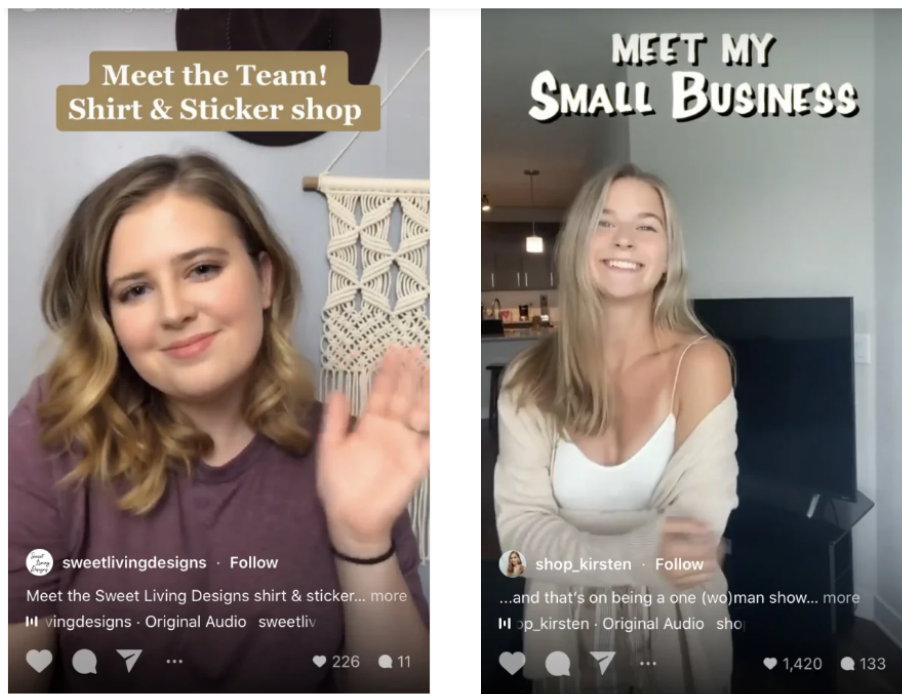 Meet the Team!
Shirt & Sticker shop
sweetlivingdesigns · Follow
Meet the Sweet Living Designs shirt & sticker... more
vingdesigns · Original Audio sweetliv
226
11
MEET MY
SMALL BUSINESS
shop_kirsten · Follow
...and that's on being a one (wo)man show... more
op_kirsten · Original Audio sho
1,420
133